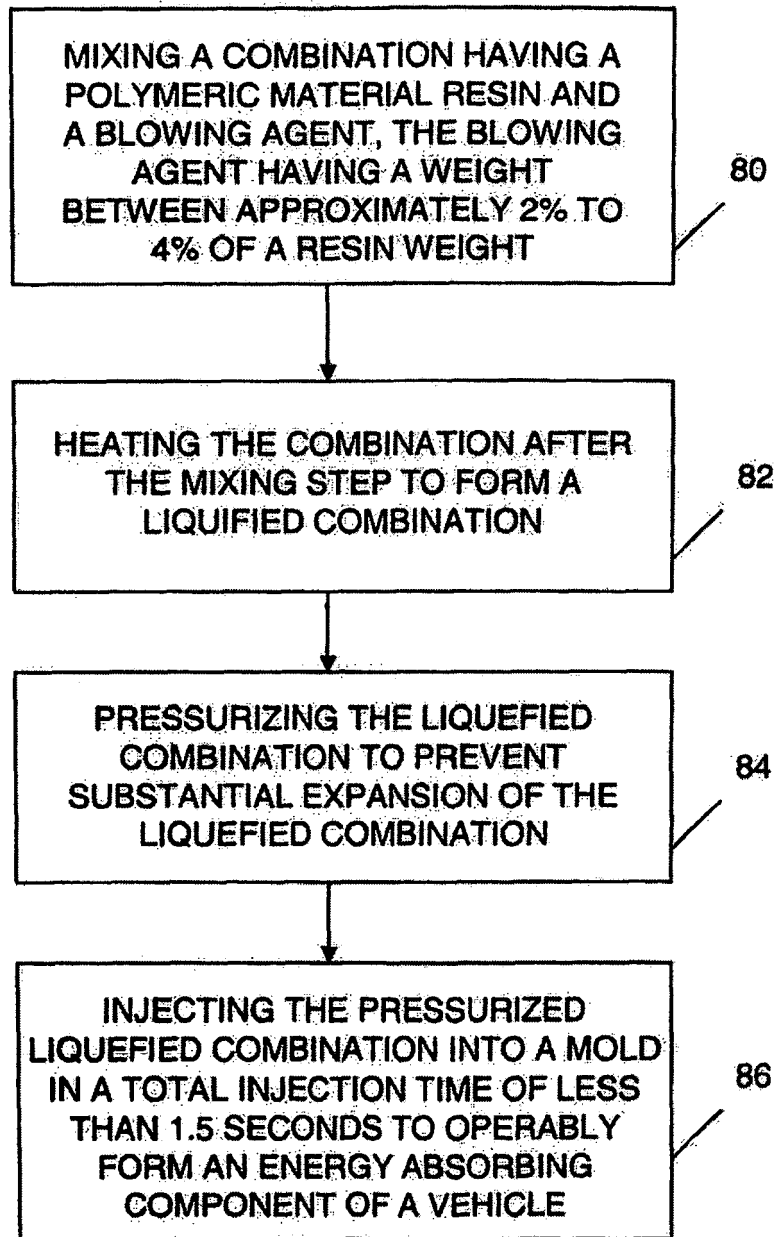 MIXING A COMBINATION HAVING A
POLYMERIC MATERIAL RESIN AND
A BLOWING AGENT, THE BLOWING
AGENT HAVING A WEIGHT
BETWEEN APPROXIMATELY 2% TO
4% OF A RESIN WEIGHT
80
HEATING THE COMBINATION AFTER
THE MIXING STEP TO FORM A
LIQUIFIED COMBINATION
82
PRESSURIZING THE LIQUEFIED
COMBINATION TO PREVENT
SUBSTANTIAL EXPANSION OF THE
LIQUEFIED COMBINATION
84
INJECTING THE PRESSURIZED
LIQUEFIED COMBINATION INTO A MOLD
IN A TOTAL INJECTION TIME OF LESS
THAN 1.5 SECONDS TO OPERABLY
FORM AN ENERGY ABSORBING
COMPONENT OF A VEHICLE
86